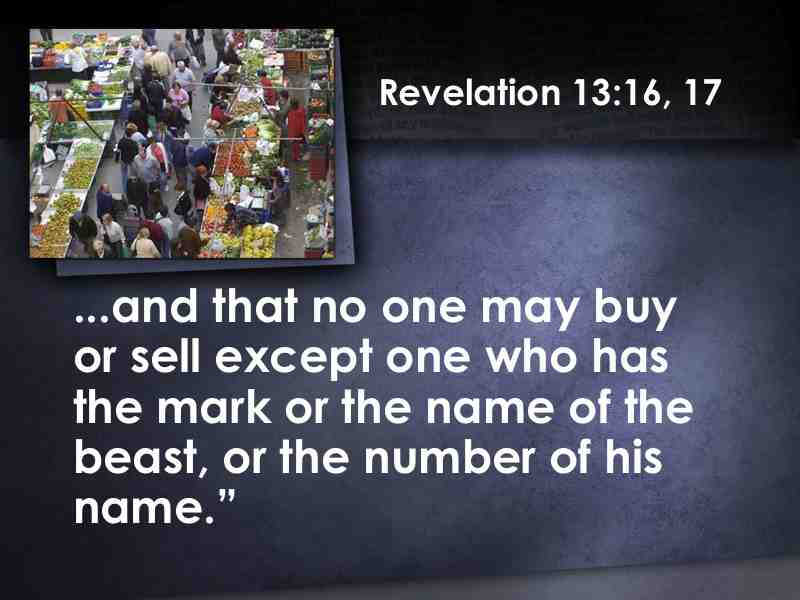 Revelation 13:16, 17
...and that no one may buy
or sell except one who has
the mark or the name of the
beast, or the number of his
name.”